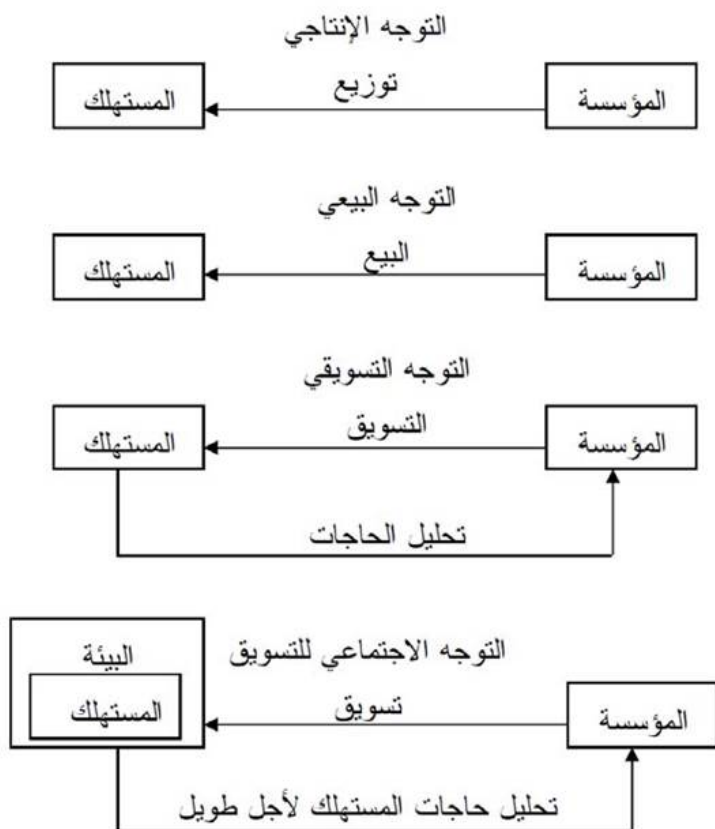 التوجه الإنتاجي
المؤسسة
توزيع
المستهلك
التوجه البيعي
المؤسسة
البيع
المستهلك
التوجه التسويقي
المؤسسة
التسويق
المستهلك
تحليل الحاجات
التوجه الاجتماعي للتسويق
المؤسسة
تسويق
البيئة
المستهلك
تحليل حاجات المستهلك لأجل طويل